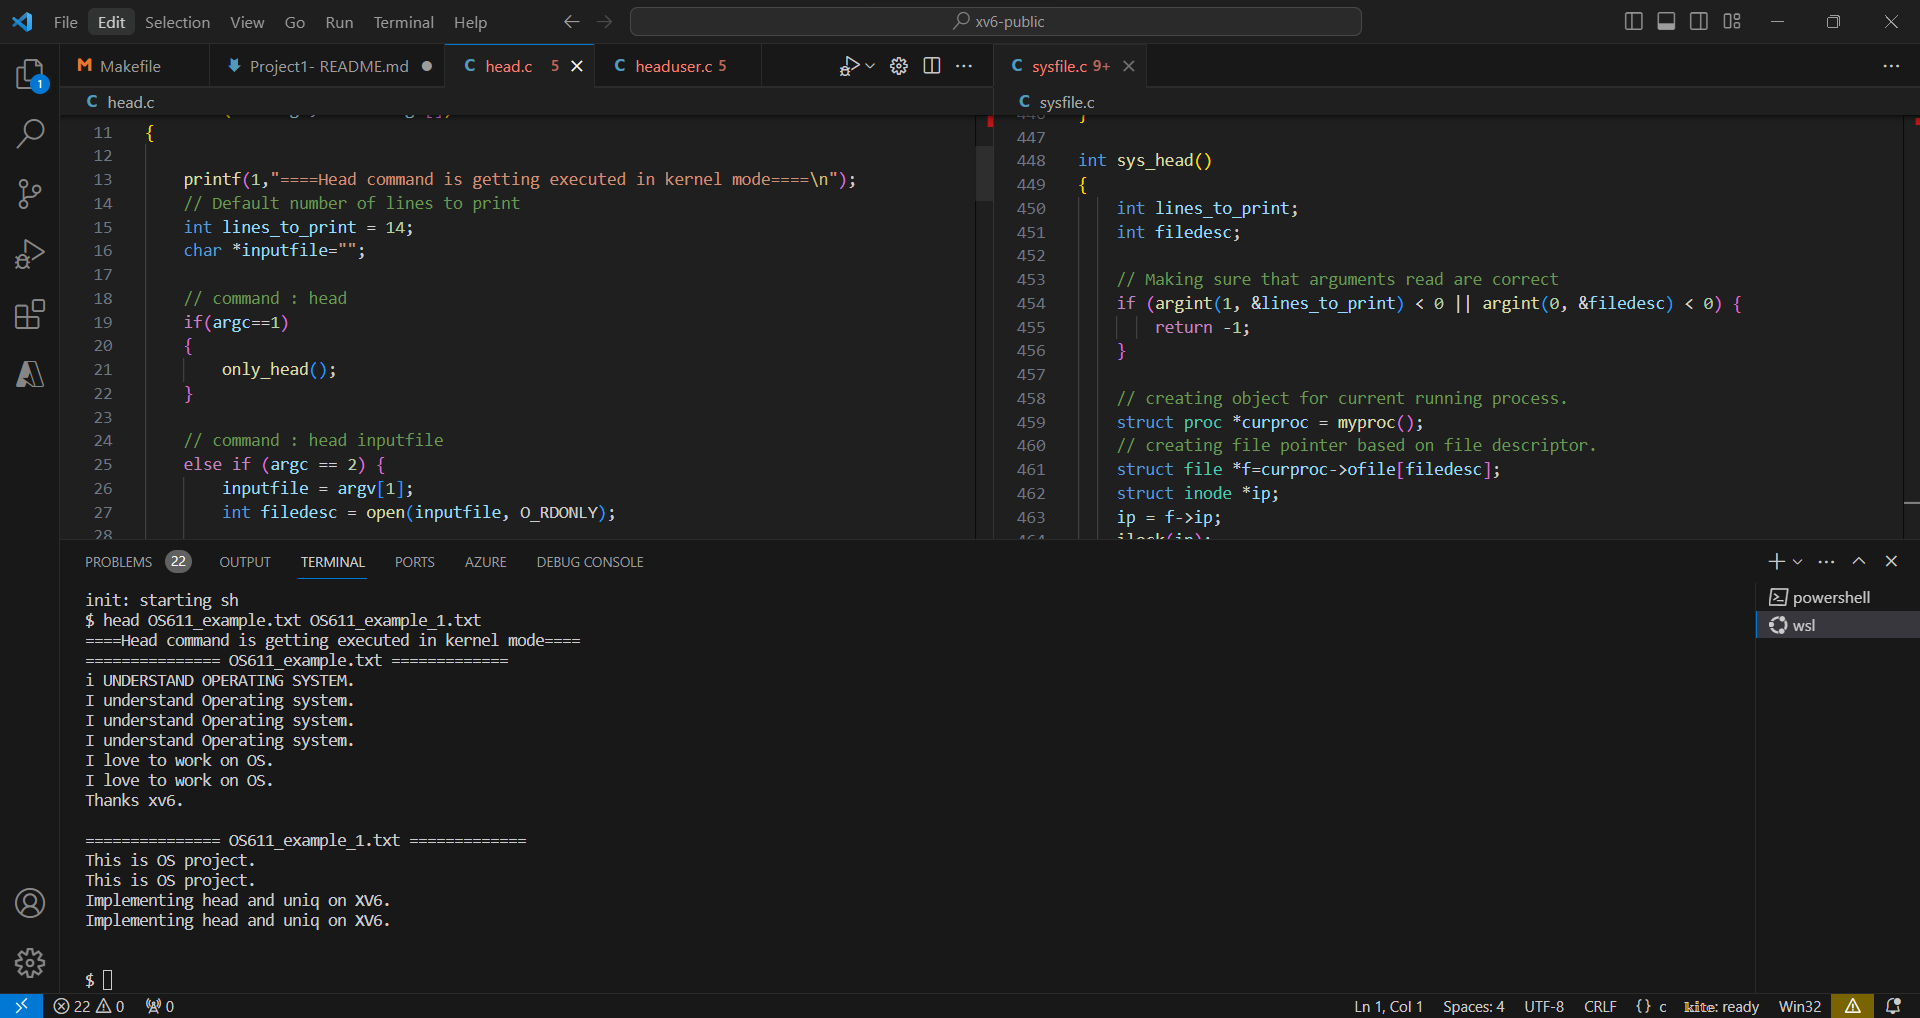 File Edit Selection View Go Run Terminal Help xv6-public
Makefile Project1- README.md head.c 5 headuser.c 5
head.c
11 {
12
13 printf(1,"====Head command is getting executed in kernel mode====\n");
14 // Default number of lines to print
15 int lines_to_print = 14;
16 char *inputfile="";
17
18 // command : head
19 if(argc==1)
20 {
21 only_head();
22 }
23
24 // command : head inputfile
25 else if (argc == 2) {
26 inputfile = argv[1];
27 int filedesc = open(inputfile, O_RDONLY);
28
sysfile.c 9+
sysfile.c
446 }
447
448 int sys_head()
449 {
450 int lines_to_print;
451 int filedesc;
452
453 // Making sure that arguments read are correct
454 if (argint(1, &lines_to_print) < 0 || argint(0, &filedesc) < 0) {
455 return -1;
456 }
457
458 // creating object for current running process.
459 struct proc *curproc = myproc();
460 // creating file pointer based on file descriptor.
461 struct file *f=curproc->ofile[filedesc];
462 struct inode *ip;
463 ip = f->ip;
464 ilock(ip);
PROBLEMS 22 OUTPUT TERMINAL PORTS AZURE DEBUG CONSOLE
init: starting sh
$ head OS611_example.txt OS611_example_1.txt
====Head command is getting executed in kernel mode====
=============== OS611_example.txt =============
i UNDERSTAND OPERATING SYSTEM.
I understand Operating system.
I understand Operating system.
I understand Operating system.
I love to work on OS.
I love to work on OS.
Thanks xv6.
=============== OS611_example_1.txt =============
This is OS project.
This is OS project.
Implementing head and uniq on XV6.
Implementing head and uniq on XV6.
$
powershell
wsl
1
22 0 0 Ln 1, Col 1 Spaces: 4 UTF-8 CRLF {} c kite: ready Win32